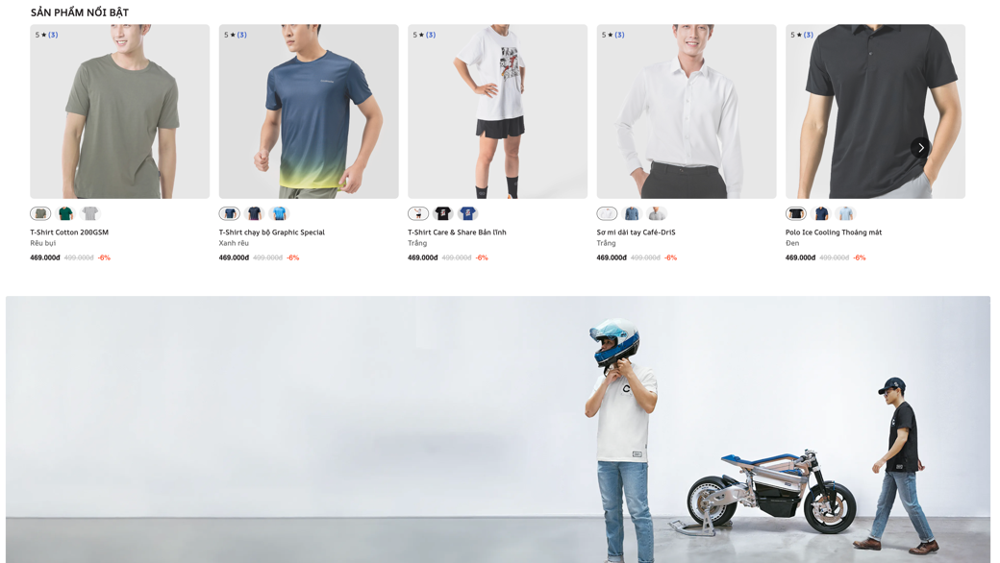 SẢN PHẨM NỔI BẬT
5 ★ (3)
5 ★ (3)
5 ★ (3)
5 ★ (3)
5 ★ (3)
T-Shirt Cotton 200GSM
Rêu bụi
469.000đ 499.000đ -6%
T-Shirt chạy bộ Graphic Special
Xanh rêu
469.000đ 499.000đ -6%
T-Shirt Care & Share Bản lĩnh
Trắng
469.000đ 499.000đ -6%
Sơ mi dài tay Café-DriS
Trắng
469.000đ 499.000đ -6%
Polo Ice Cooling Thoáng mát
Đen
469.000đ 499.000đ -6%